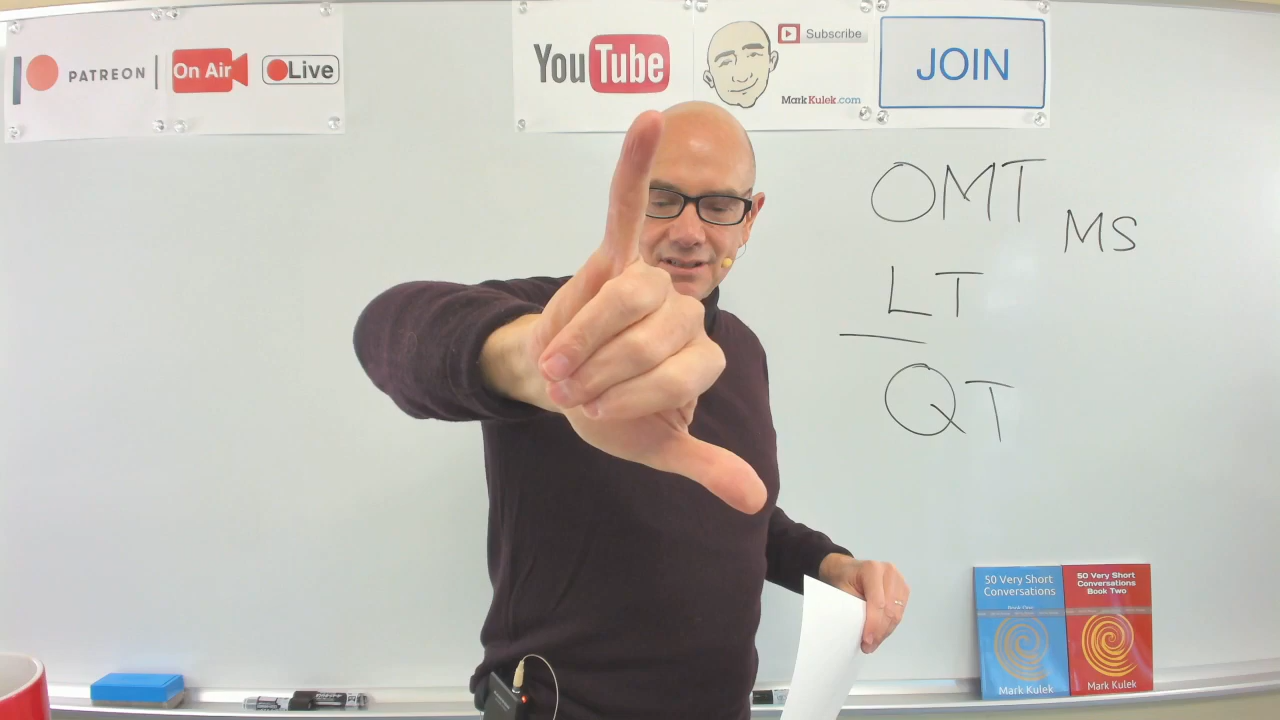 PATREON
On Air
Live
YouTube
Subscribe
MarkKulek.com
JOIN
OMT
MS
LT
QT
50 Very Short
Conversations
Book One
Mark Kulek
50 Very Short
Conversations
Book Two
Mark Kulek